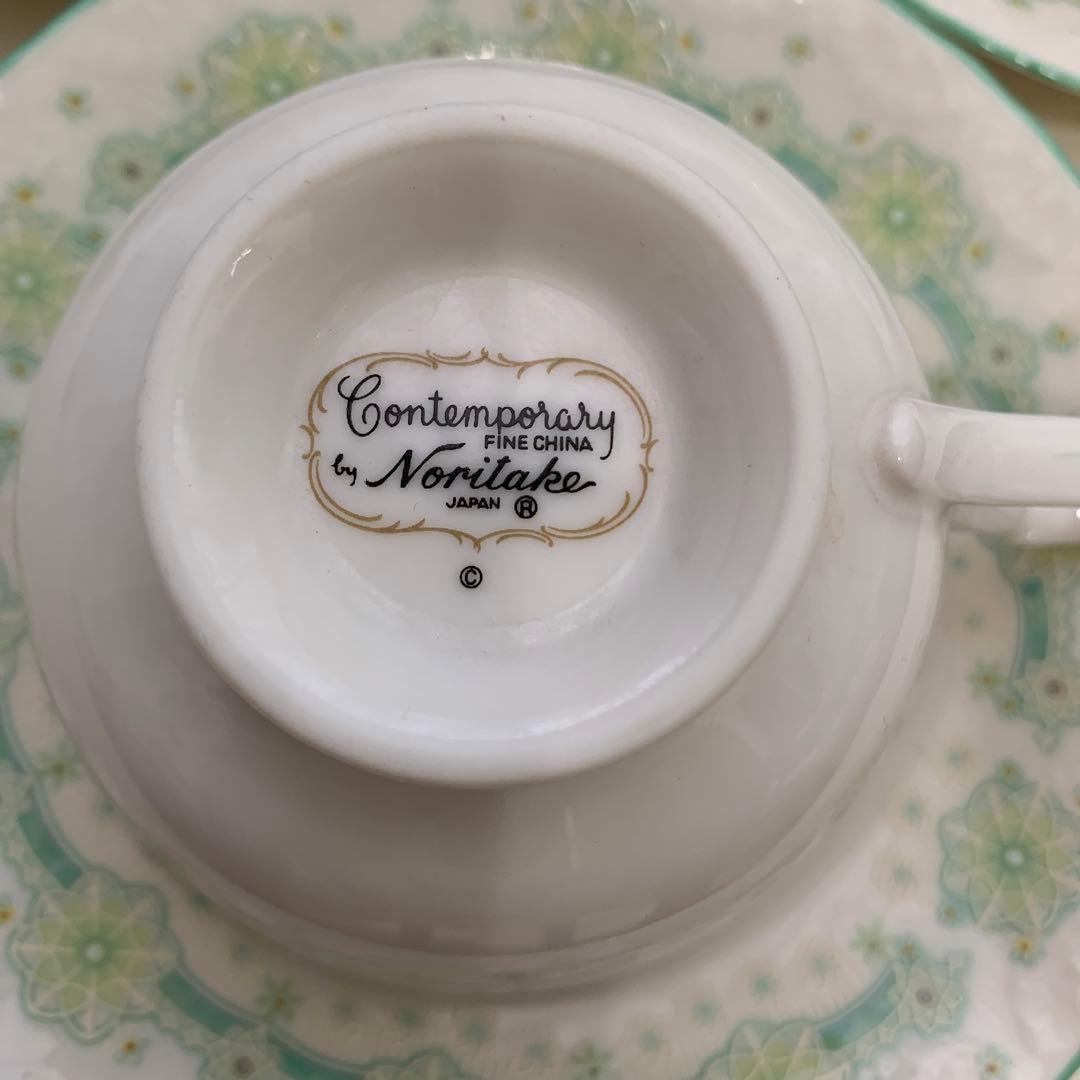 Contemporary
FINE CHINA
by Noritake
JAPAN ®
©